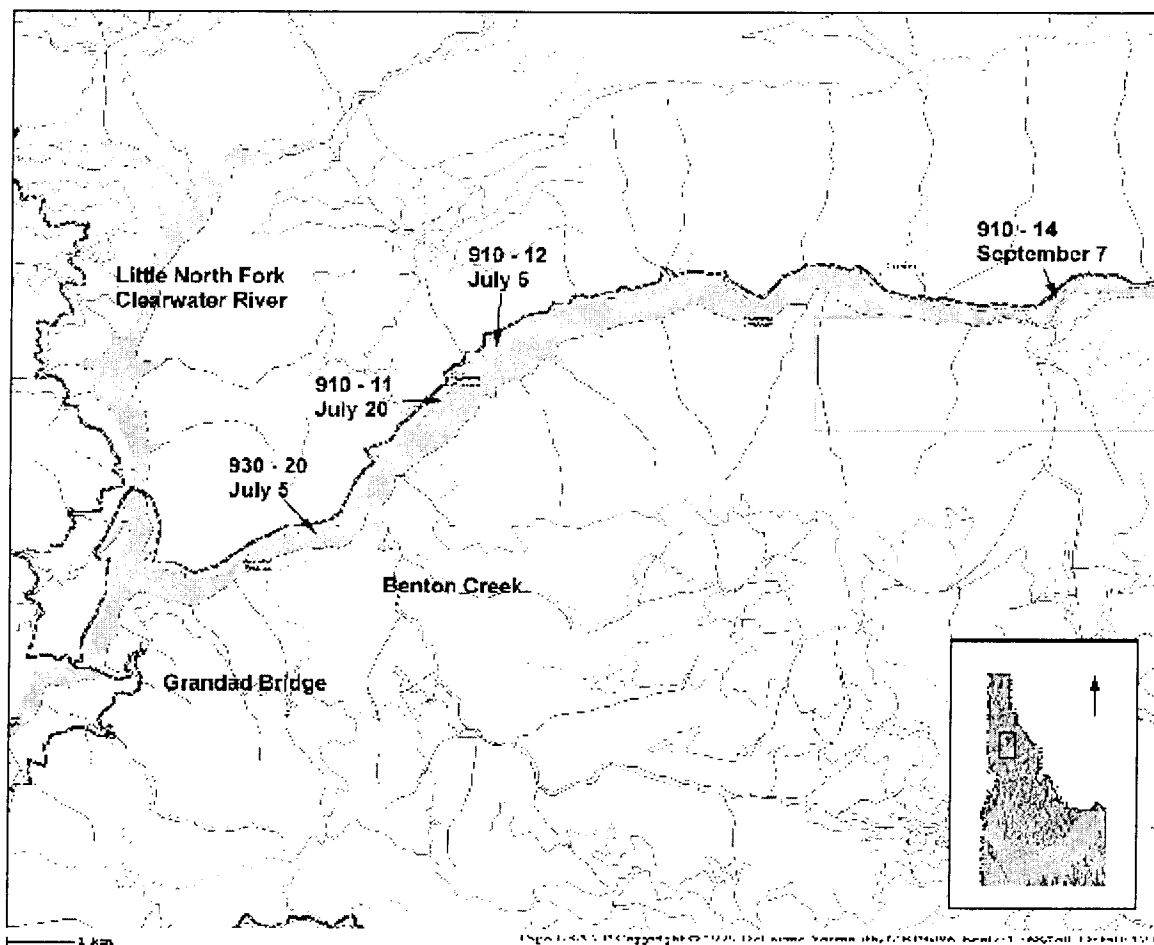 910 - 14
September 7
910 - 12
July 5
Little North Fork
Clearwater River
910 - 11
July 20
930 - 20
July 5
Benton Creek
Grandad Bridge
1 km